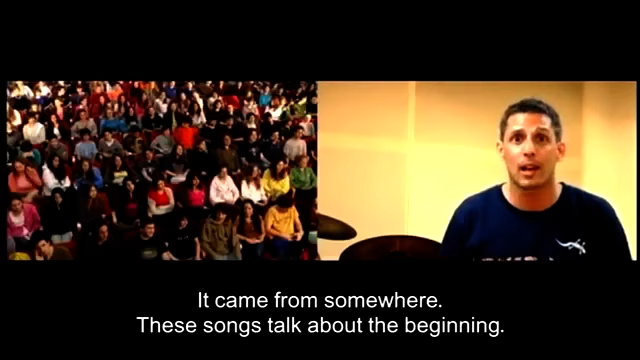 It came from somewhere.
These songs talk about the beginning.